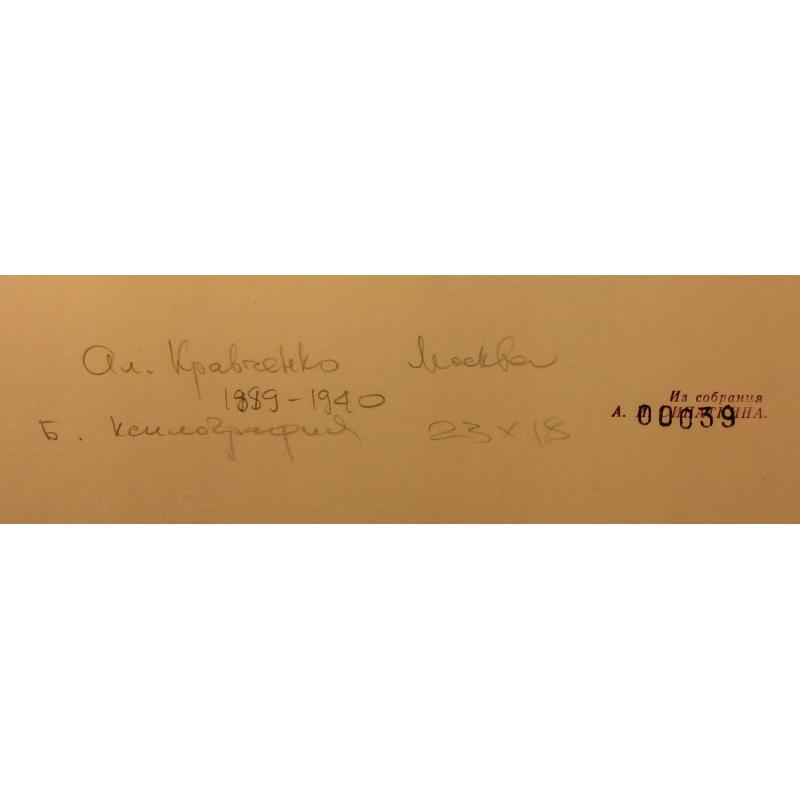 Ал. Кравченко Москва
1889-1940
Б. ксилография 23 x 18
Из собрания
А.
00039